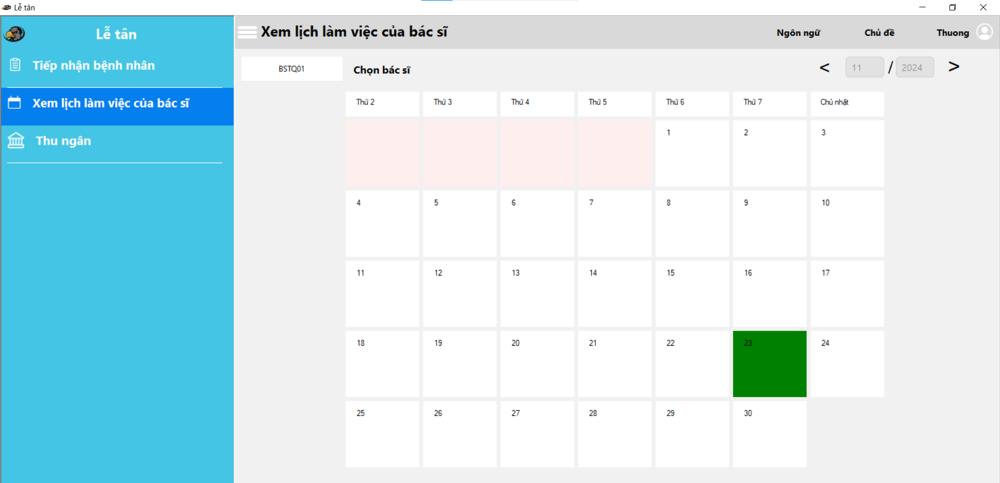 Lễ tân
Lễ tân
Tiếp nhận bệnh nhân
Xem lịch làm việc của bác sĩ
Thu ngân
Xem lịch làm việc của bác sĩ
Ngôn ngữ Chủ đề Thuong
BSTQ01 Chọn bác sĩ < 11 / 2024 >
Thứ 2 Thứ 3 Thứ 4 Thứ 5 Thứ 6 Thứ 7 Chủ nhật
1 2 3
4 5 6 7 8 9 10
11 12 13 14 15 16 17
18 19 20 21 22 23 24
25 26 27 28 29 30